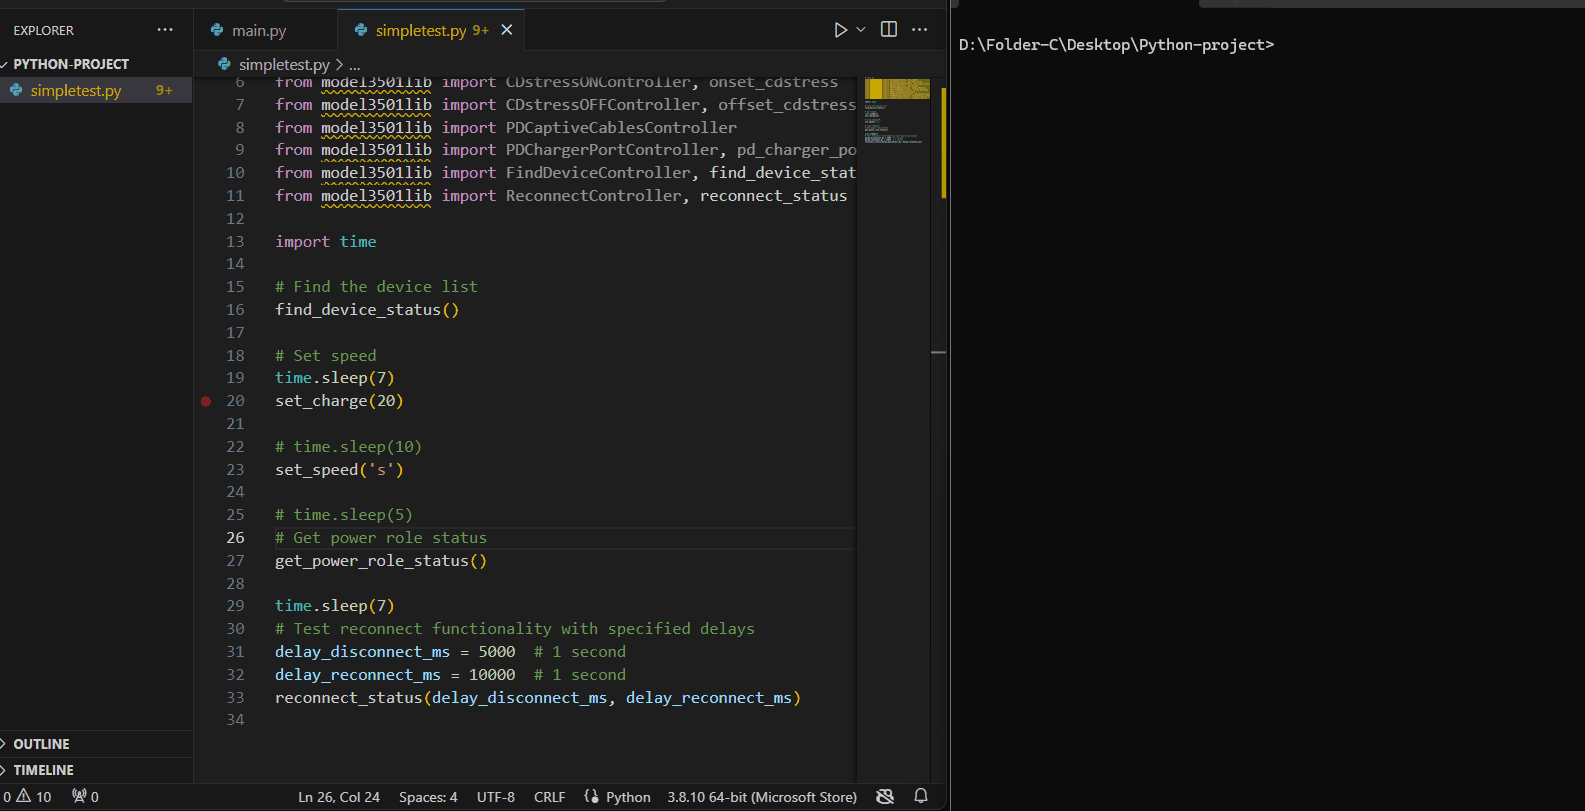 EXPLORER
PYTHON-PROJECT
simpletest.py 9+
OUTLINE
TIMELINE
main.py
simpletest.py 9+
simpletest.py > ...
6 from model3501lib import CDstressONController, onset_cdstress
7 from model3501lib import CDstressOFFController, offset_cdstress
8 from model3501lib import PDCaptiveCablesController
9 from model3501lib import PDChargerPortController, pd_charger_po
10 from model3501lib import FindDeviceController, find_device_stat
11 from model3501lib import ReconnectController, reconnect_status
12
13 import time
14
15 # Find the device list
16 find_device_status()
17
18 # Set speed
19 time.sleep(7)
20 set_charge(20)
21
22 # time.sleep(10)
23 set_speed('s')
24
25 # time.sleep(5)
26 # Get power role status
27 get_power_role_status()
28
29 time.sleep(7)
30 # Test reconnect functionality with specified delays
31 delay_disconnect_ms = 5000  # 1 second
32 delay_reconnect_ms = 10000  # 1 second
33 reconnect_status(delay_disconnect_ms, delay_reconnect_ms)
34
D:\Folder-C\Desktop\Python-project>
0 10 0 Ln 26, Col 24 Spaces: 4 UTF-8 CRLF Python 3.8.10 64-bit (Microsoft Store)